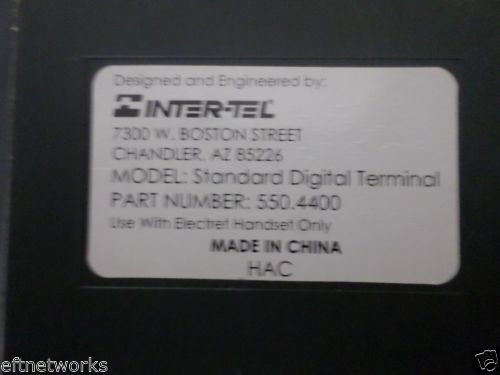 Designed and Engineered by:
INTER-TEL
7300 W. BOSTON STREET
CHANDLER, AZ 85226
MODEL: Standard Digital Terminal
PART NUMBER: 550.4400
Use With Electret Handset Only
MADE IN CHINA
HAC
eftnetworks